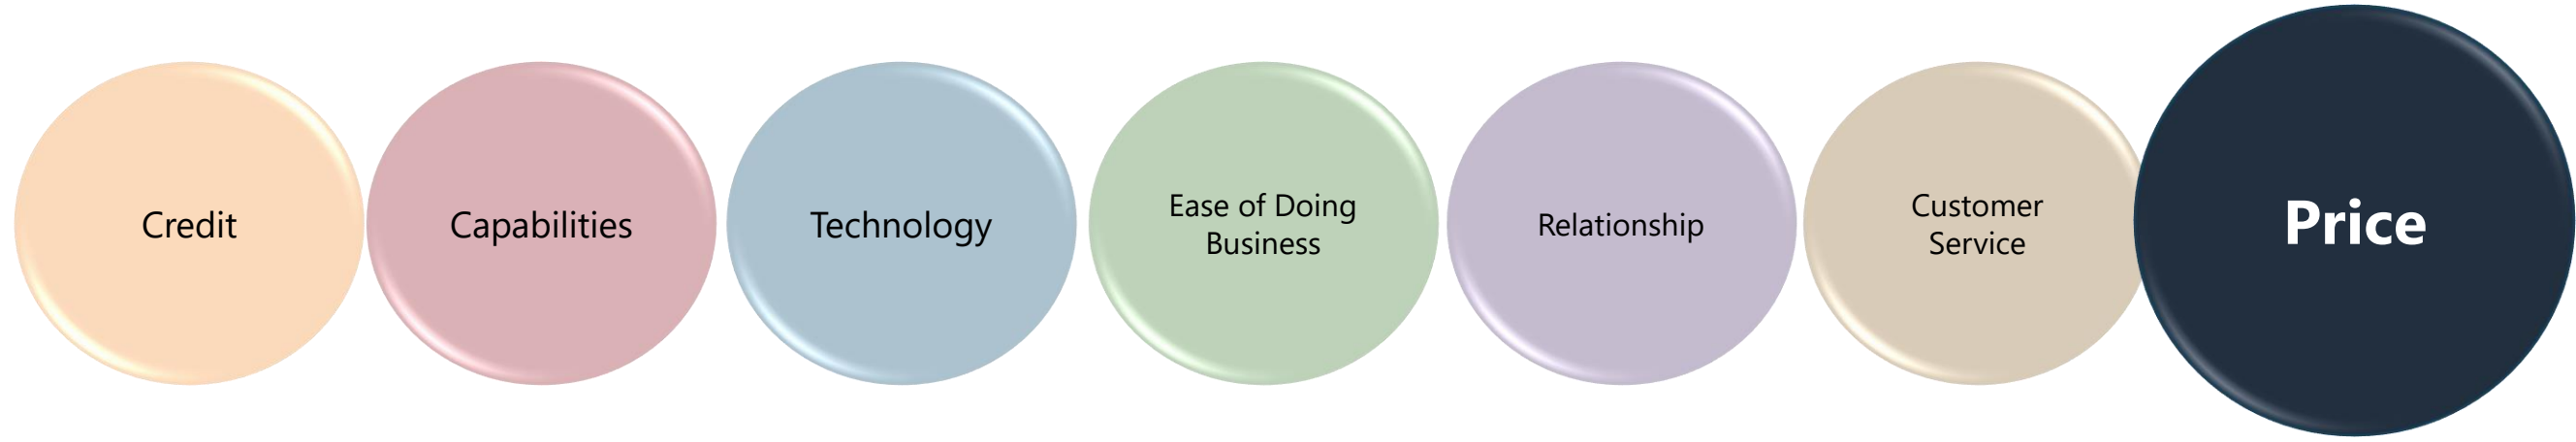 Credit
Capabilities
Technology
Ease of Doing
Business
Relationship
Customer
Service
Price